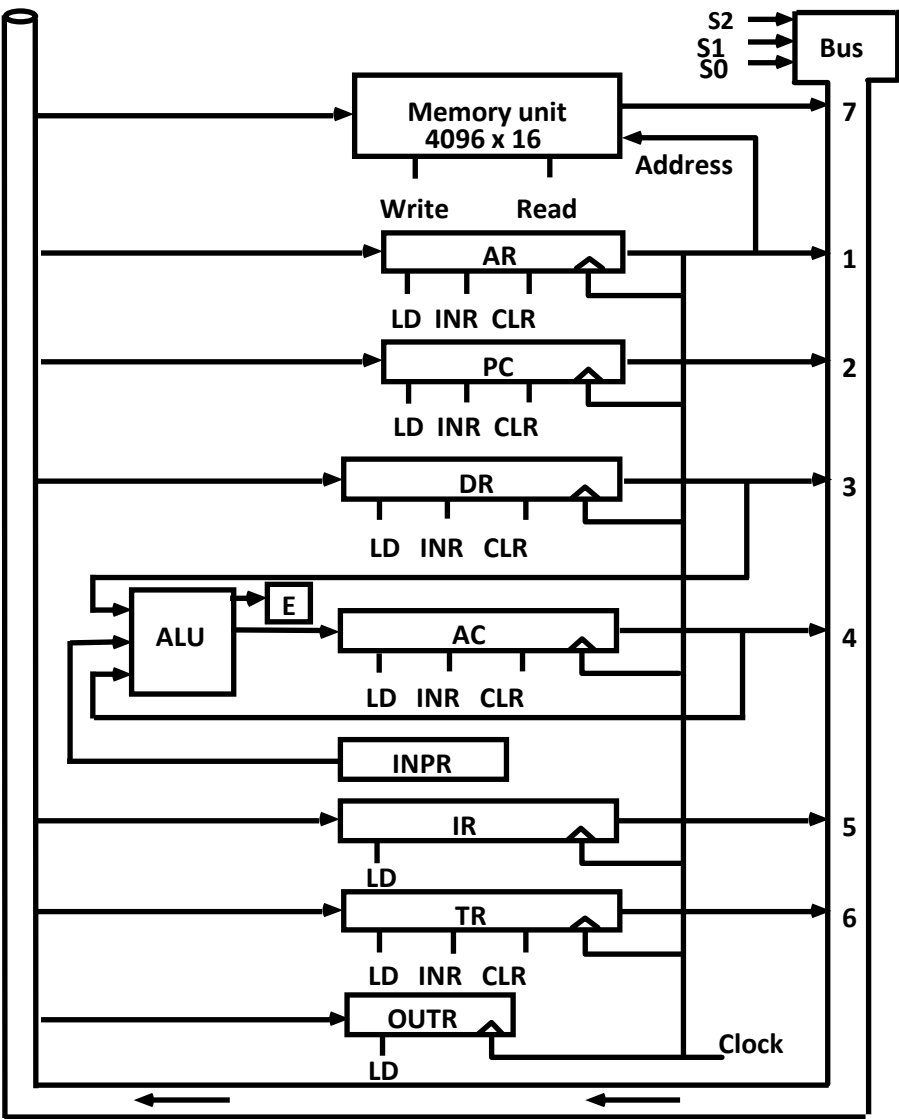 S2
S1
S0
Bus
Memory unit
4096 x 16
7
Address
Write Read
AR
1
LD INR CLR
PC
2
LD INR CLR
DR
3
LD INR CLR
E
ALU
AC
4
LD INR CLR
INPR
IR
5
LD
TR
6
LD INR CLR
OUTR
Clock
LD